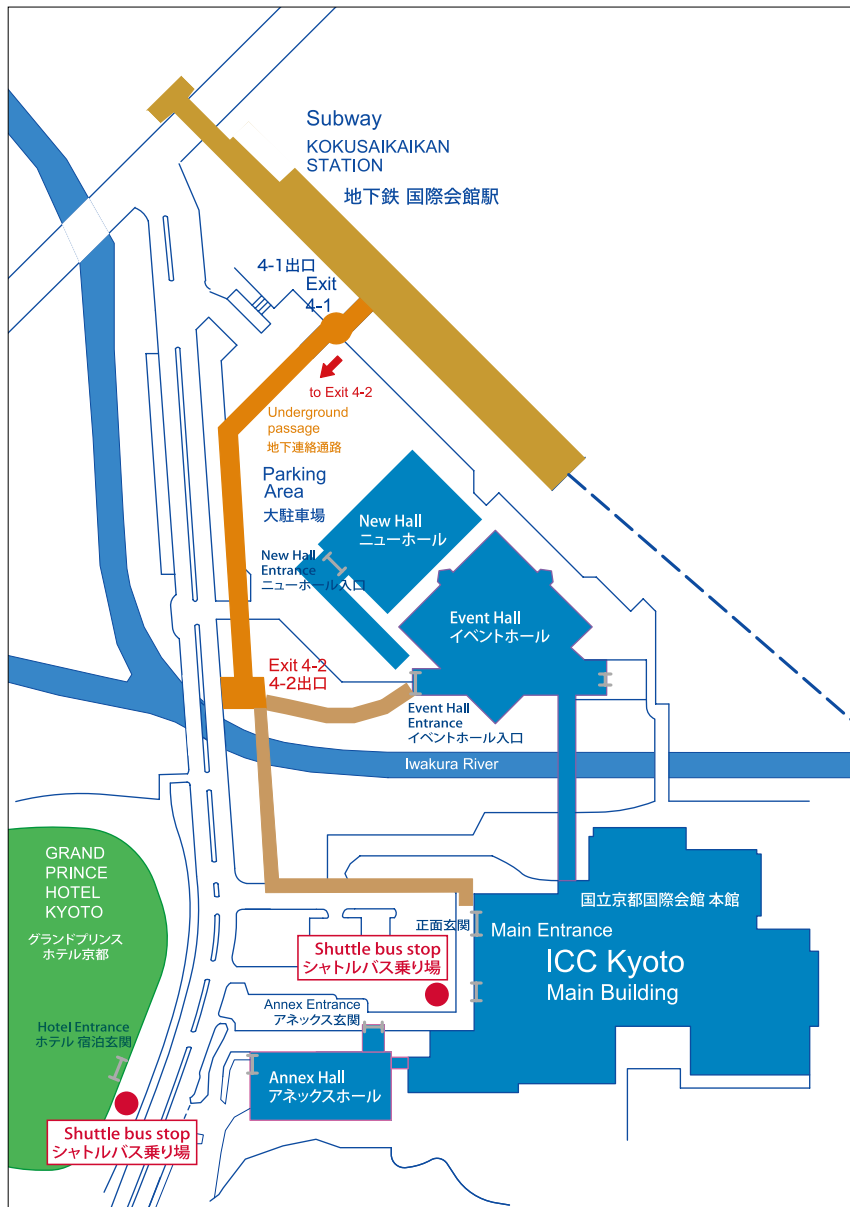 Subway
KOKUSAIKAIKAN
STATION
地下鉄 国際会館駅
4-1出口
Exit
4-1
to Exit 4-2
Underground
passage
地下連絡通路
Parking
Area
大駐車場
New Hall
ニューホール
New Hall
Entrance
ニューホール入口
Event Hall
イベントホール
Exit 4-2
4-2出口
Event Hall
Entrance
イベントホール入口
Iwakura River
GRAND
PRINCE
HOTEL
KYOTO
グランドプリンス
ホテル京都
国立京都国際会館 本館
正面玄関
Main Entrance
ICC Kyoto
Main Building
Shuttle bus stop
シャトルバス乗り場
Annex Entrance
アネックス玄関
Hotel Entrance
ホテル 宿泊玄関
Annex Hall
アネックスホール
Shuttle bus stop
シャトルバス乗り場